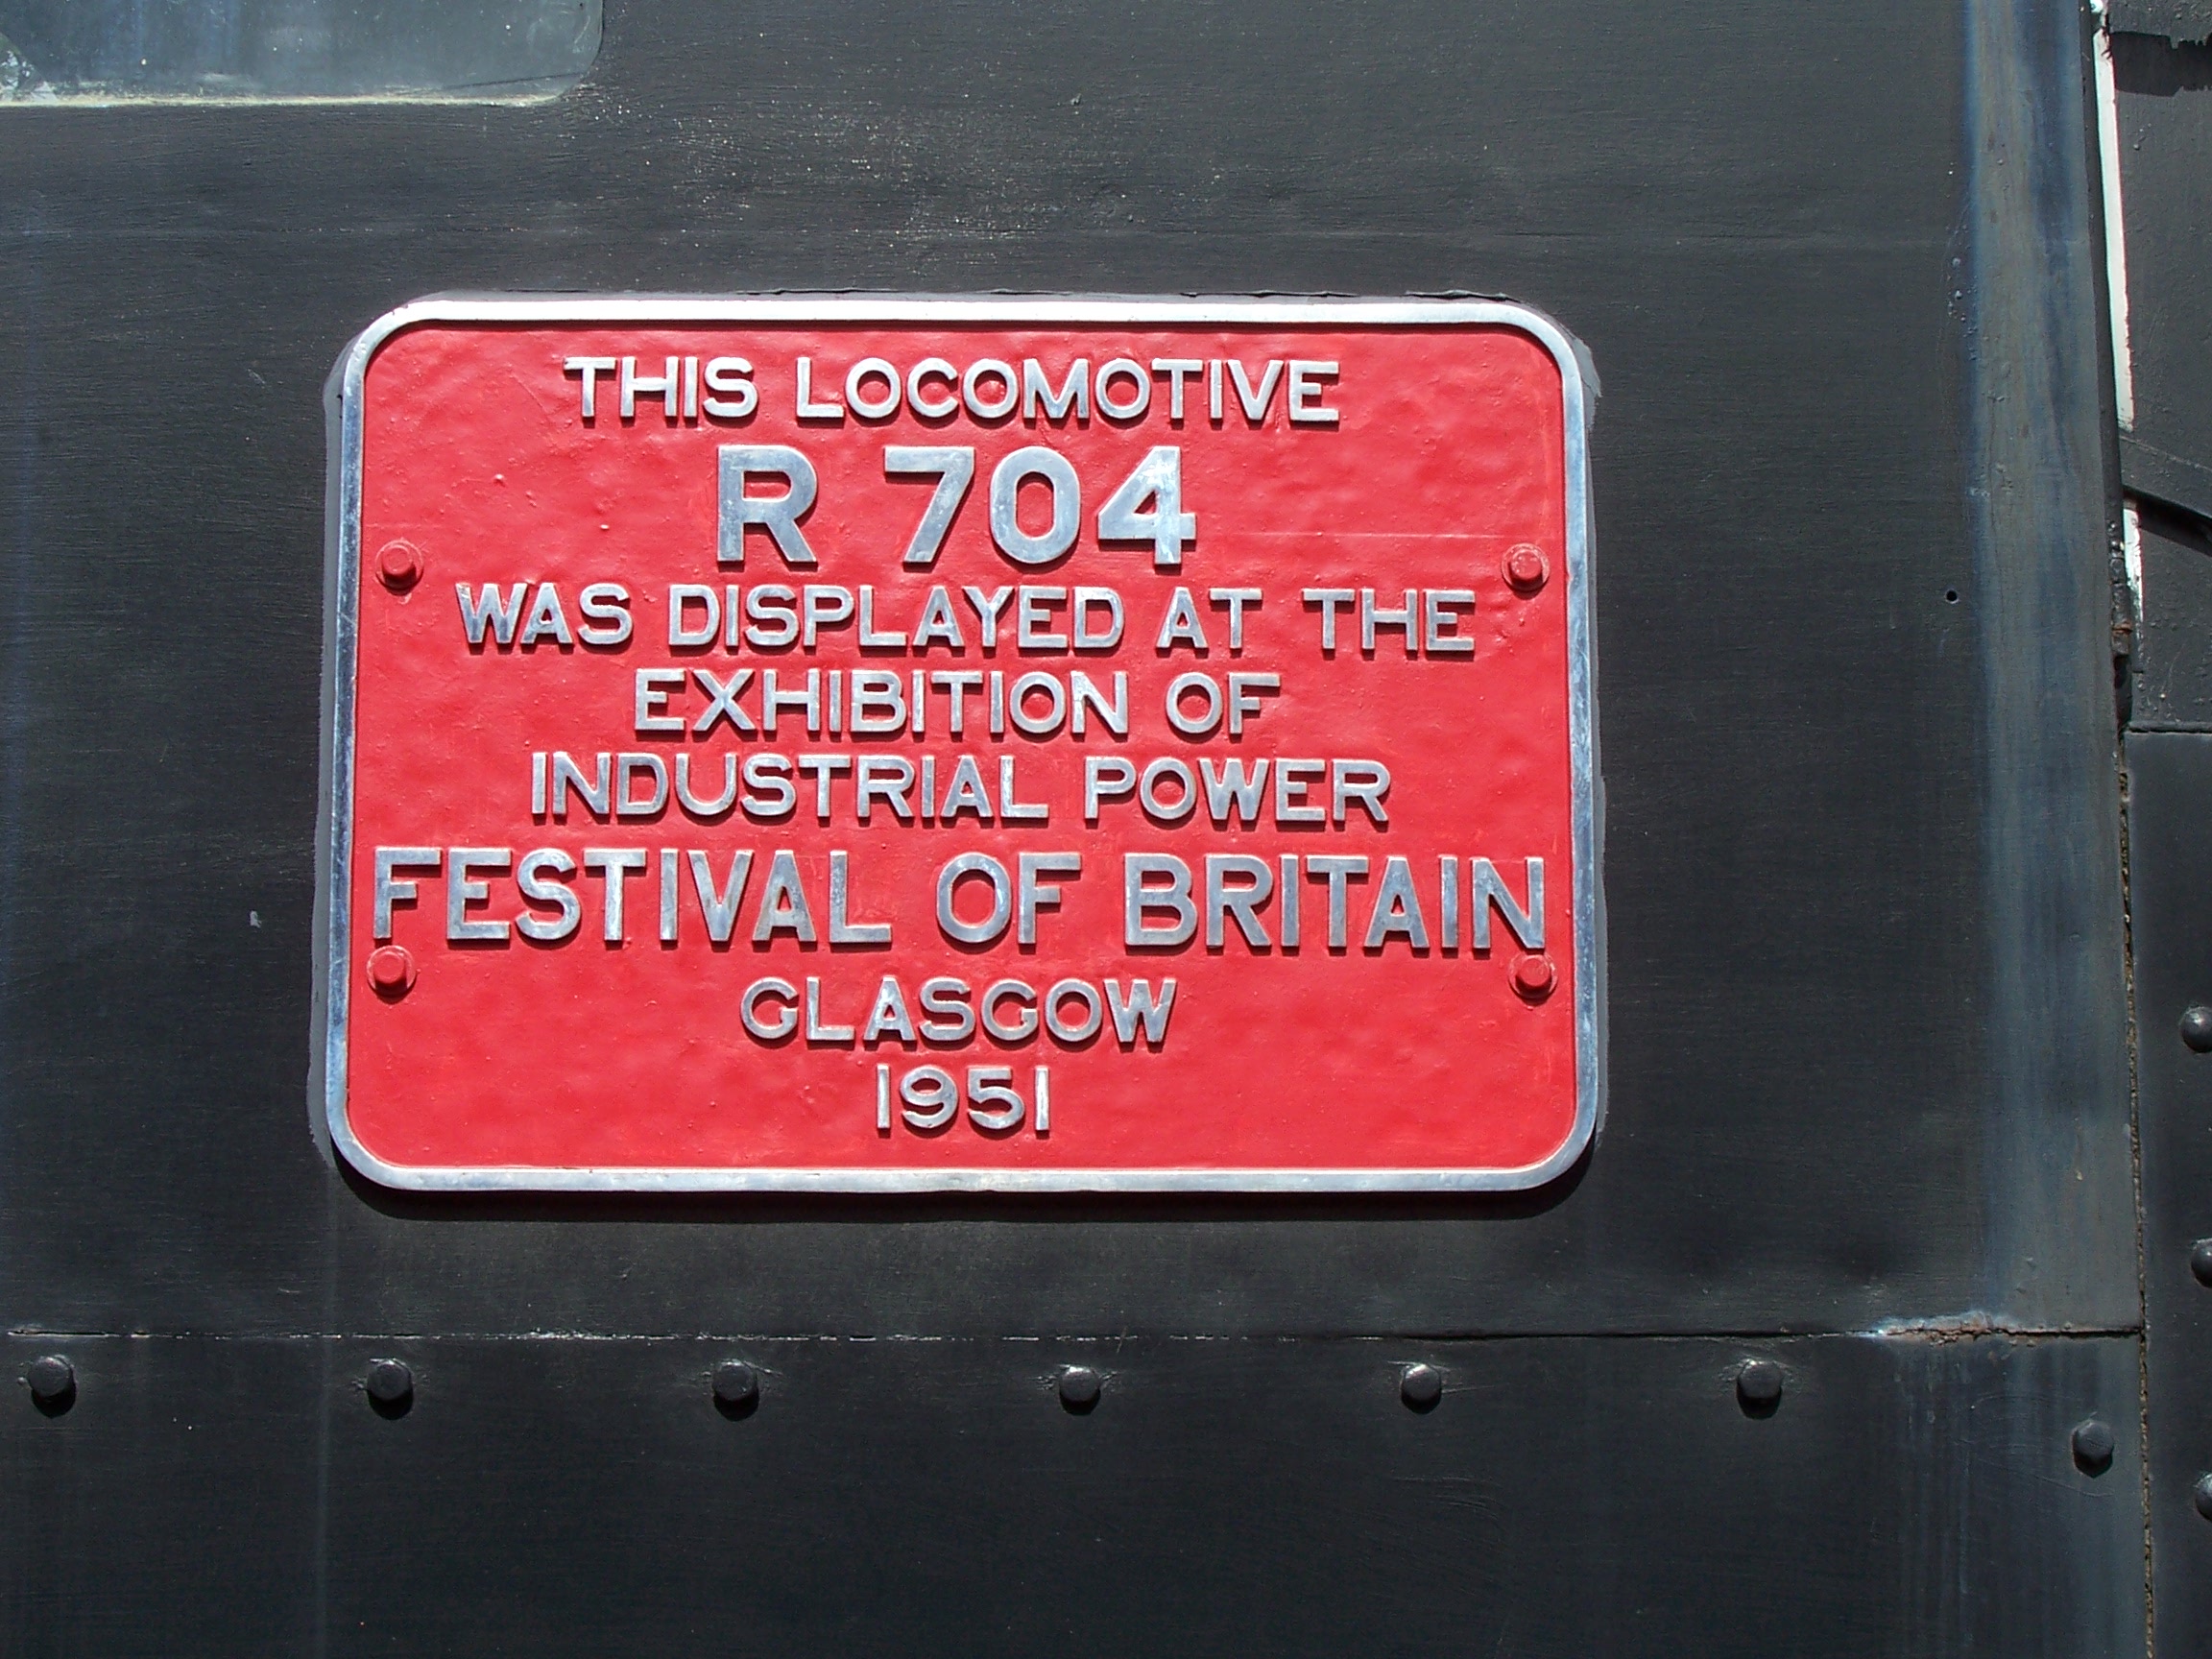 THIS LOCOMOTIVE
R 704
WAS DISPLAYED AT THE
EXHIBITION OF
INDUSTRIAL POWER
FESTIVAL OF BRITAIN
GLASGOW
1951